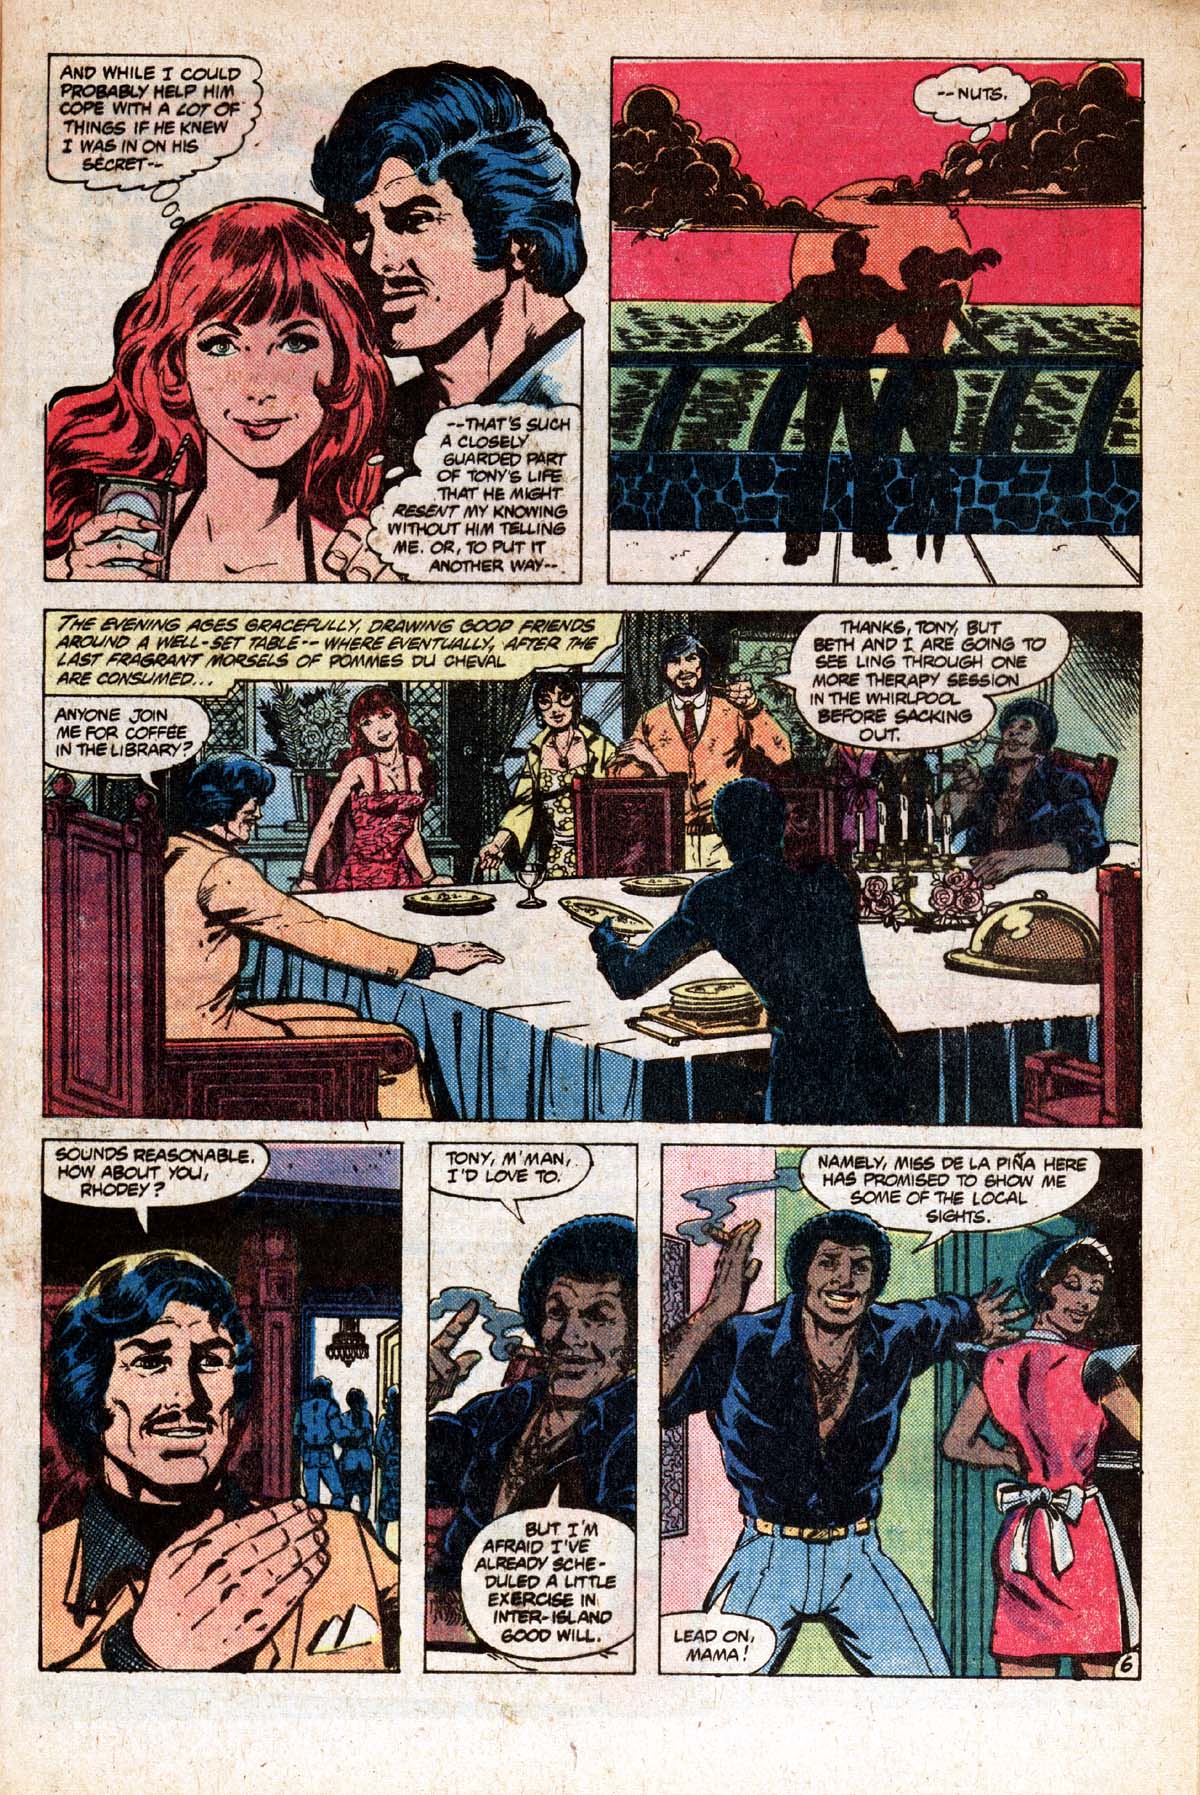 AND WHILE I COULD
PROBABLY HELP HIM
COPE WITH A LOT OF
THINGS IF HE KNEW
I WAS IN ON HIS
SECRET--
--THAT'S SUCH
A CLOSELY
GUARDED PART
OF TONY'S LIFE
THAT HE MIGHT
RESENT MY KNOWING
WITHOUT HIM TELLING
ME. OR, TO PUT IT
ANOTHER WAY--
--NUTS.
THE EVENING AGES GRACEFULLY, DRAWING GOOD FRIENDS
AROUND A WELL-SET TABLE-- WHERE EVENTUALLY, AFTER THE
LAST FRAGRANT MORSELS OF POMMES DU CHEVAL
ARE CONSUMED...
ANYONE JOIN
ME FOR COFFEE
IN THE LIBRARY?
THANKS, TONY, BUT
BETH AND I ARE GOING TO
SEE LING THROUGH ONE
MORE THERAPY SESSION
IN THE WHIRLPOOL
BEFORE SACKING
OUT.
SOUNDS REASONABLE.
HOW ABOUT YOU,
RHODEY?
TONY, M'MAN,
I'D LOVE TO.
BUT I'M
AFRAID I'VE
ALREADY SCHE-
DULED A LITTLE
EXERCISE IN
INTER-ISLAND
GOOD WILL.
NAMELY, MISS DE LA PIÑA HERE
HAS PROMISED TO SHOW ME
SOME OF THE LOCAL
SIGHTS.
LEAD ON,
MAMA!
6